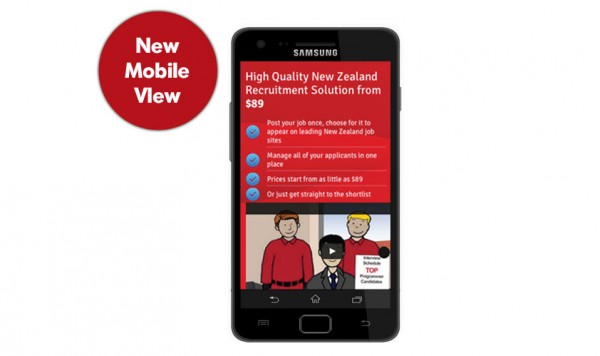 New
Mobile
VIew
SAMSUNG
High Quality New Zealand
Recruitment Solution from
$89
Post your job once, choose for it to
appear on leading New Zealand job
sites
Manage all of your applicants in one
place
Prices start from as little as $89
Or just get straight to the shortlist
Interview
Schedule
TOP
Programmer
Candidates